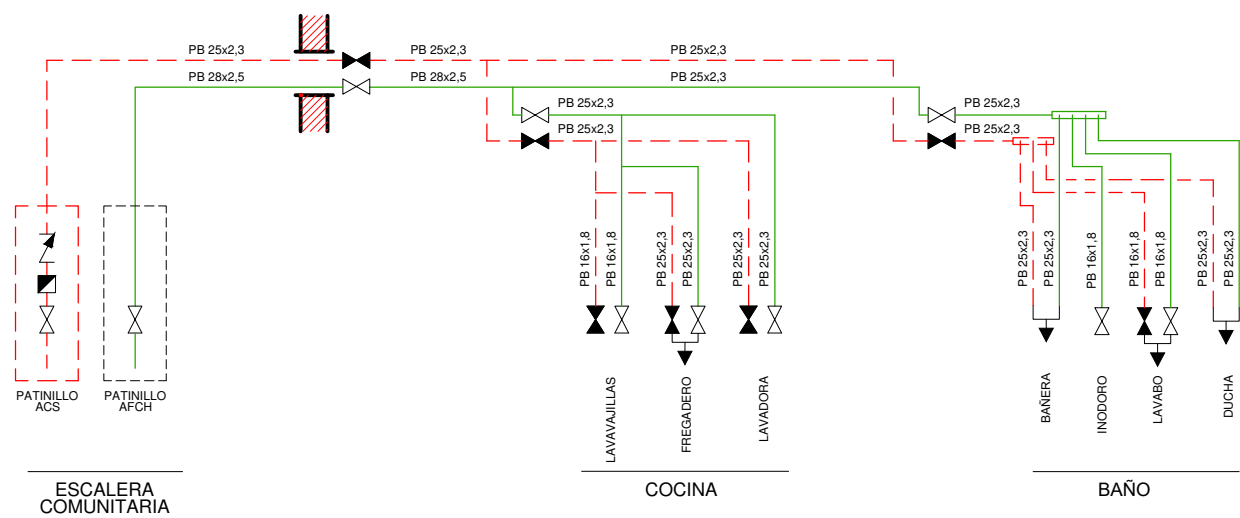 PB 25x2,3
PB 25x2,3
PB 25x2,3
PB 28x2,5
PB 28x2,5
PB 25x2,3
PB 25x2,3
PB 25x2,3
PB 25x2,3
PB 25x2,3
PB 16x1,8
PB 16x1,8
PB 25x2,3
PB 25x2,3
PB 25x2,3
PB 25x2,3
PB 25x2,3
PB 25x2,3
PB 16x1,8
PB 16x1,8
PB 16x1,8
PB 25x2,3
PB 25x2,3
PATINILLO
ACS
PATINILLO
AFCH
LAVAVAJILLAS
FREGADERO
LAVADORA
BAÑERA
INODORO
LAVABO
DUCHA
ESCALERA
COMUNITARIA
COCINA
BAÑO